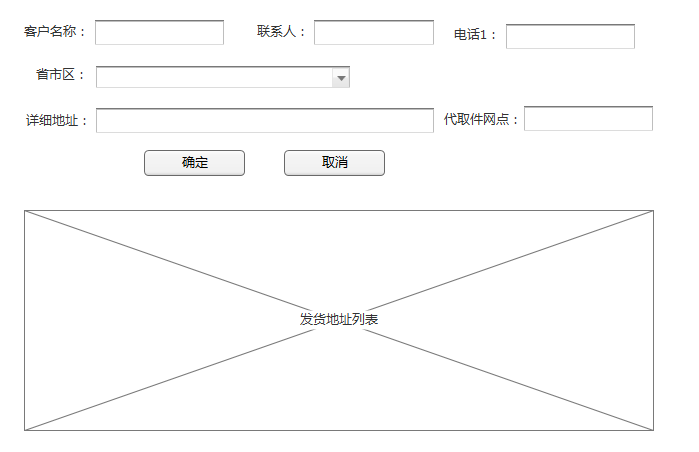 客户名称： 联系人： 电话1：
省市区：
详细地址： 代取件网点：
确定 取消
发货地址列表